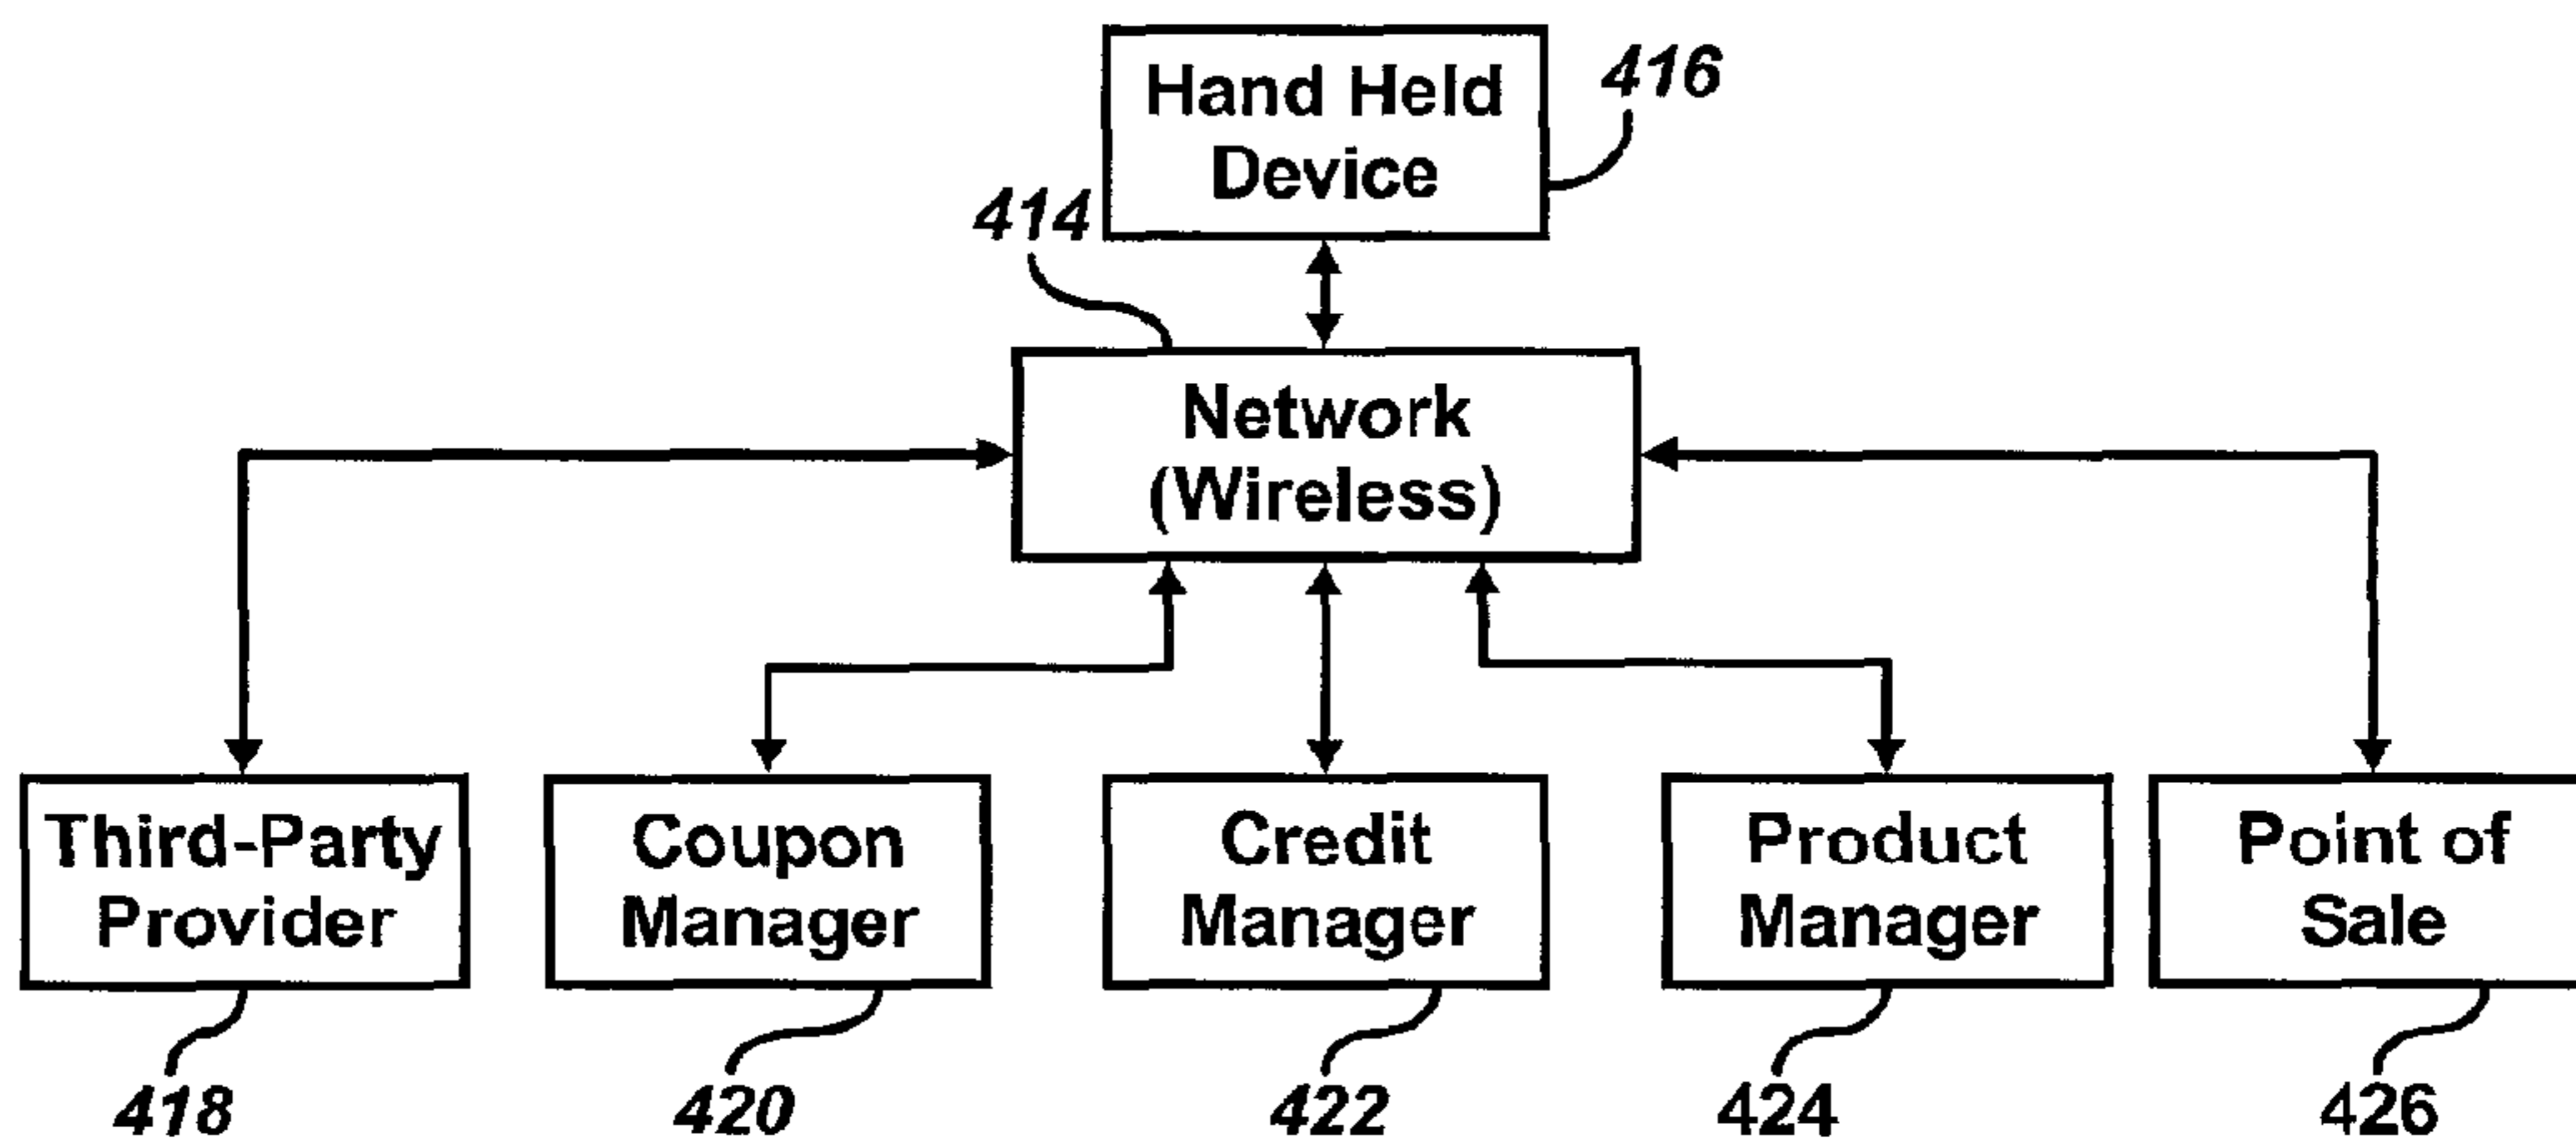 Hand Held
Device
416
414
Network
(Wireless)
Third-Party
Provider
Coupon
Manager
Credit
Manager
Product
Manager
Point of
Sale
418
420
422
424
426